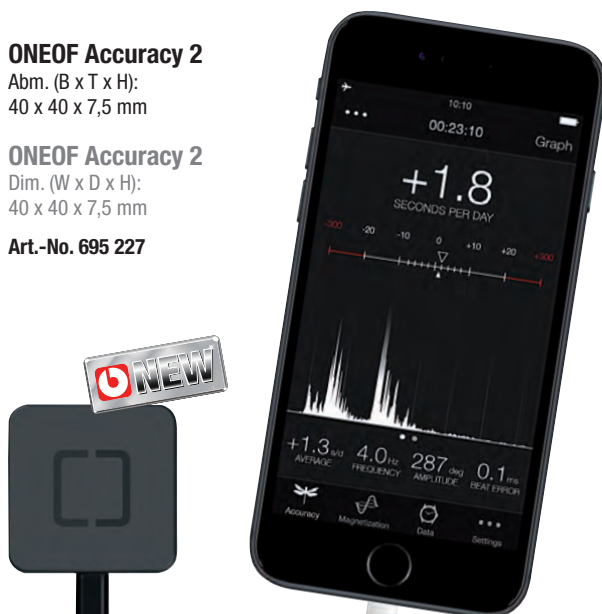 ONEOF Accuracy 2
Abm. (B x T x H):
40 x 40 x 7,5 mm
ONEOF Accuracy 2
Dim. (W x D x H):
40 x 40 x 7,5 mm
Art.-No. 695 227
b NEW
10:10
••• 00:23:10 Graph
+1.8
SECONDS PER DAY
-300 -20 -10 0 +10 +20 +300
+1.3 s/d 4.0 Hz 287 deg 0.1 ms
AVERAGE FREQUENCY AMPLITUDE BEAT ERROR
Accuracy Magnetization Data Settings